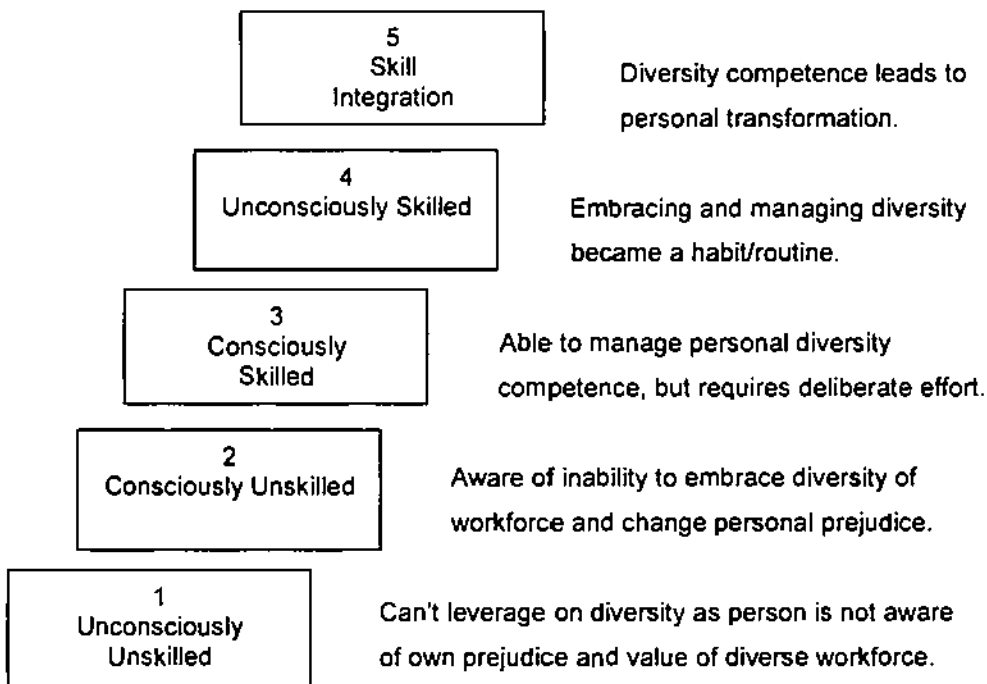 5
Skill
Integration
Diversity competence leads to
personal transformation.
4
Unconsciously Skilled
Embracing and managing diversity
became a habit/routine.
3
Consciously
Skilled
Able to manage personal diversity
competence, but requires deliberate effort.
2
Consciously Unskilled
Aware of inability to embrace diversity of
workforce and change personal prejudice.
1
Unconsciously
Unskilled
Can't leverage on diversity as person is not aware
of own prejudice and value of diverse workforce.